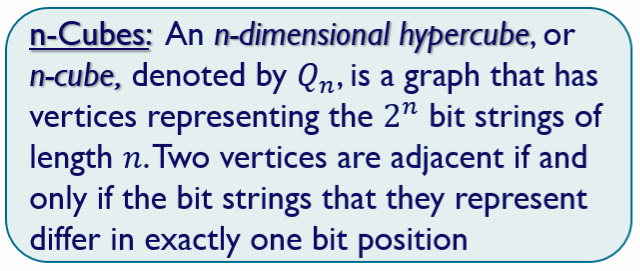 n-Cubes: An n-dimensional hypercube, or
n-cube, denoted by Qₙ, is a graph that has
vertices representing the 2ⁿ bit strings of
length n. Two vertices are adjacent if and
only if the bit strings that they represent
differ in exactly one bit position